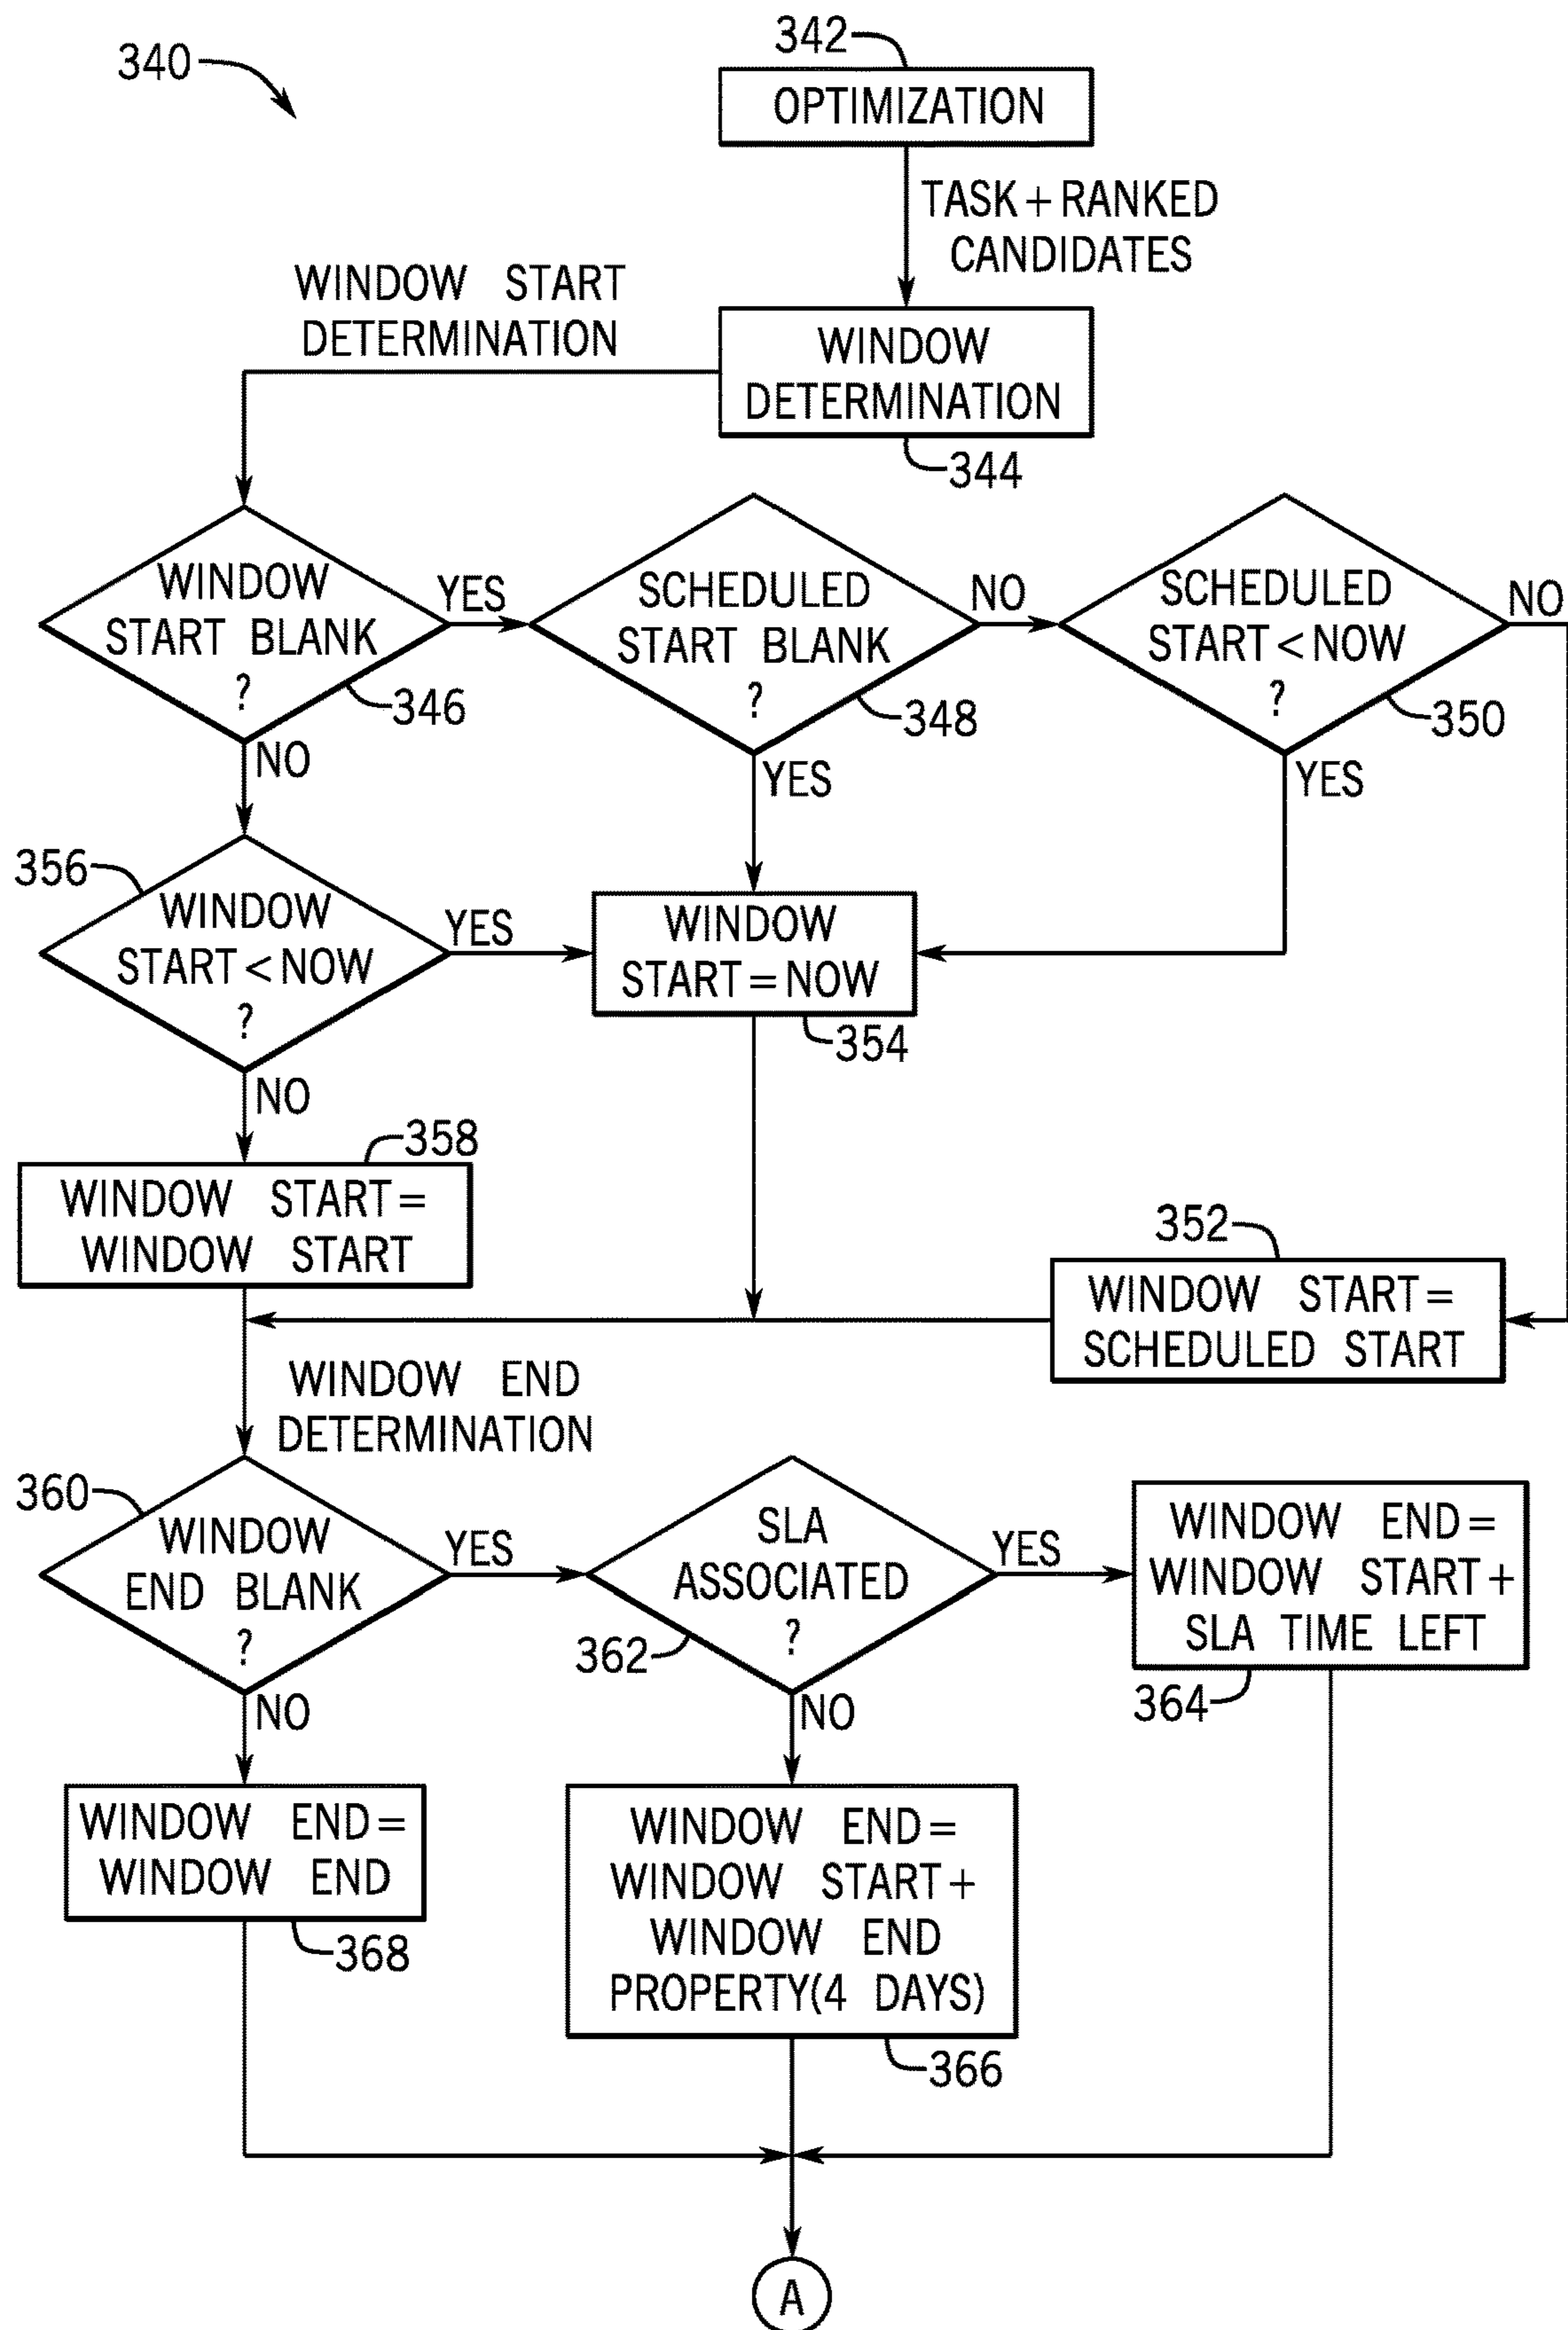 340
342
OPTIMIZATION
TASK+RANKED
CANDIDATES
WINDOW START
DETERMINATION
WINDOW
DETERMINATION
344
WINDOW
START BLANK
?
346
YES
NO
SCHEDULED
START BLANK
?
348
NO
YES
SCHEDULED
START<NOW
?
350
NO
YES
356
WINDOW
START<NOW
?
YES
NO
WINDOW
START=NOW
354
358
WINDOW START=
WINDOW START
352
WINDOW START=
SCHEDULED START
WINDOW END
DETERMINATION
360
WINDOW
END BLANK
?
YES
NO
SLA
ASSOCIATED
?
362
YES
NO
WINDOW END=
WINDOW START+
SLA TIME LEFT
364
WINDOW END=
WINDOW END
368
WINDOW END=
WINDOW START+
WINDOW END
PROPERTY(4 DAYS)
366
A